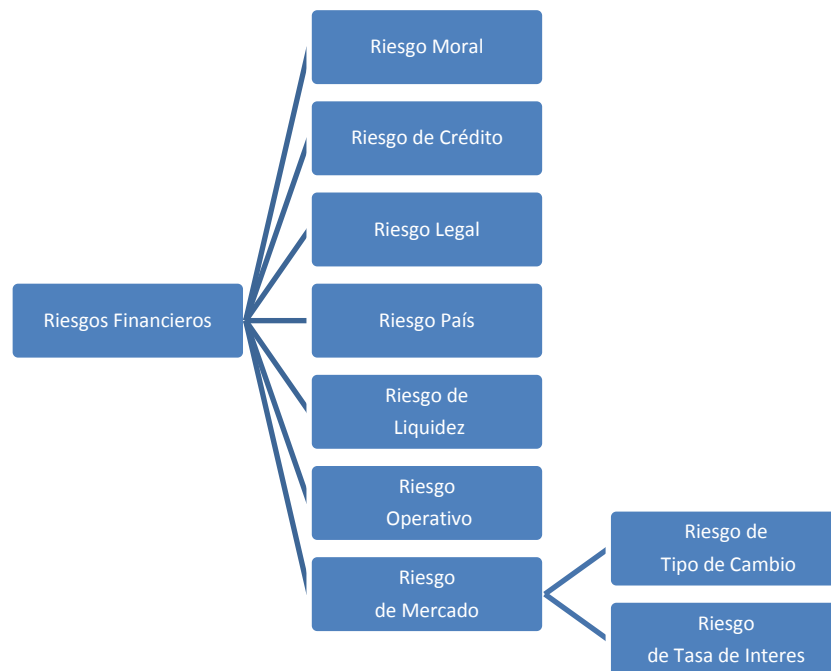 Riesgo Moral
Riesgo de Crédito
Riesgo Legal
Riesgos Financieros
Riesgo País
Riesgo de
Liquidez
Riesgo
Operativo
Riesgo
de Mercado
Riesgo de
Tipo de Cambio
Riesgo
de Tasa de Interes